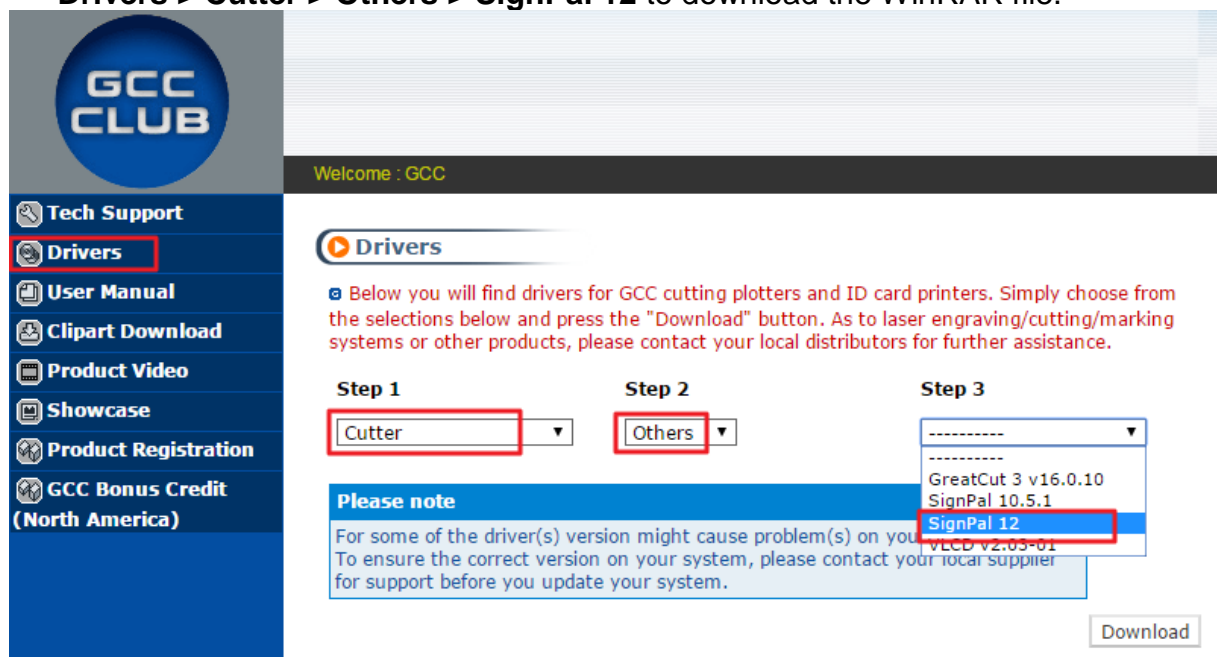 Drivers > Cutter > Others > SignPal 12 to download the WinRAR file.
GCC
CLUB
Welcome : GCC
Tech Support
Drivers
User Manual
Clipart Download
Product Video
Showcase
Product Registration
GCC Bonus Credit
(North America)
Drivers
Below you will find drivers for GCC cutting plotters and ID card printers. Simply choose from
the selections below and press the "Download" button. As to laser engraving/cutting/marking
systems or other products, please contact your local distributors for further assistance.
Step 1 Step 2 Step 3
Cutter Others ----------
----------
GreatCut 3 v16.0.10
SignPal 10.5.1
SignPal 12
VLCD v2.03-01
Please note
For some of the driver(s) version might cause problem(s) on you
To ensure the correct version on your system, please contact your local supplier
for support before you update your system.
Download